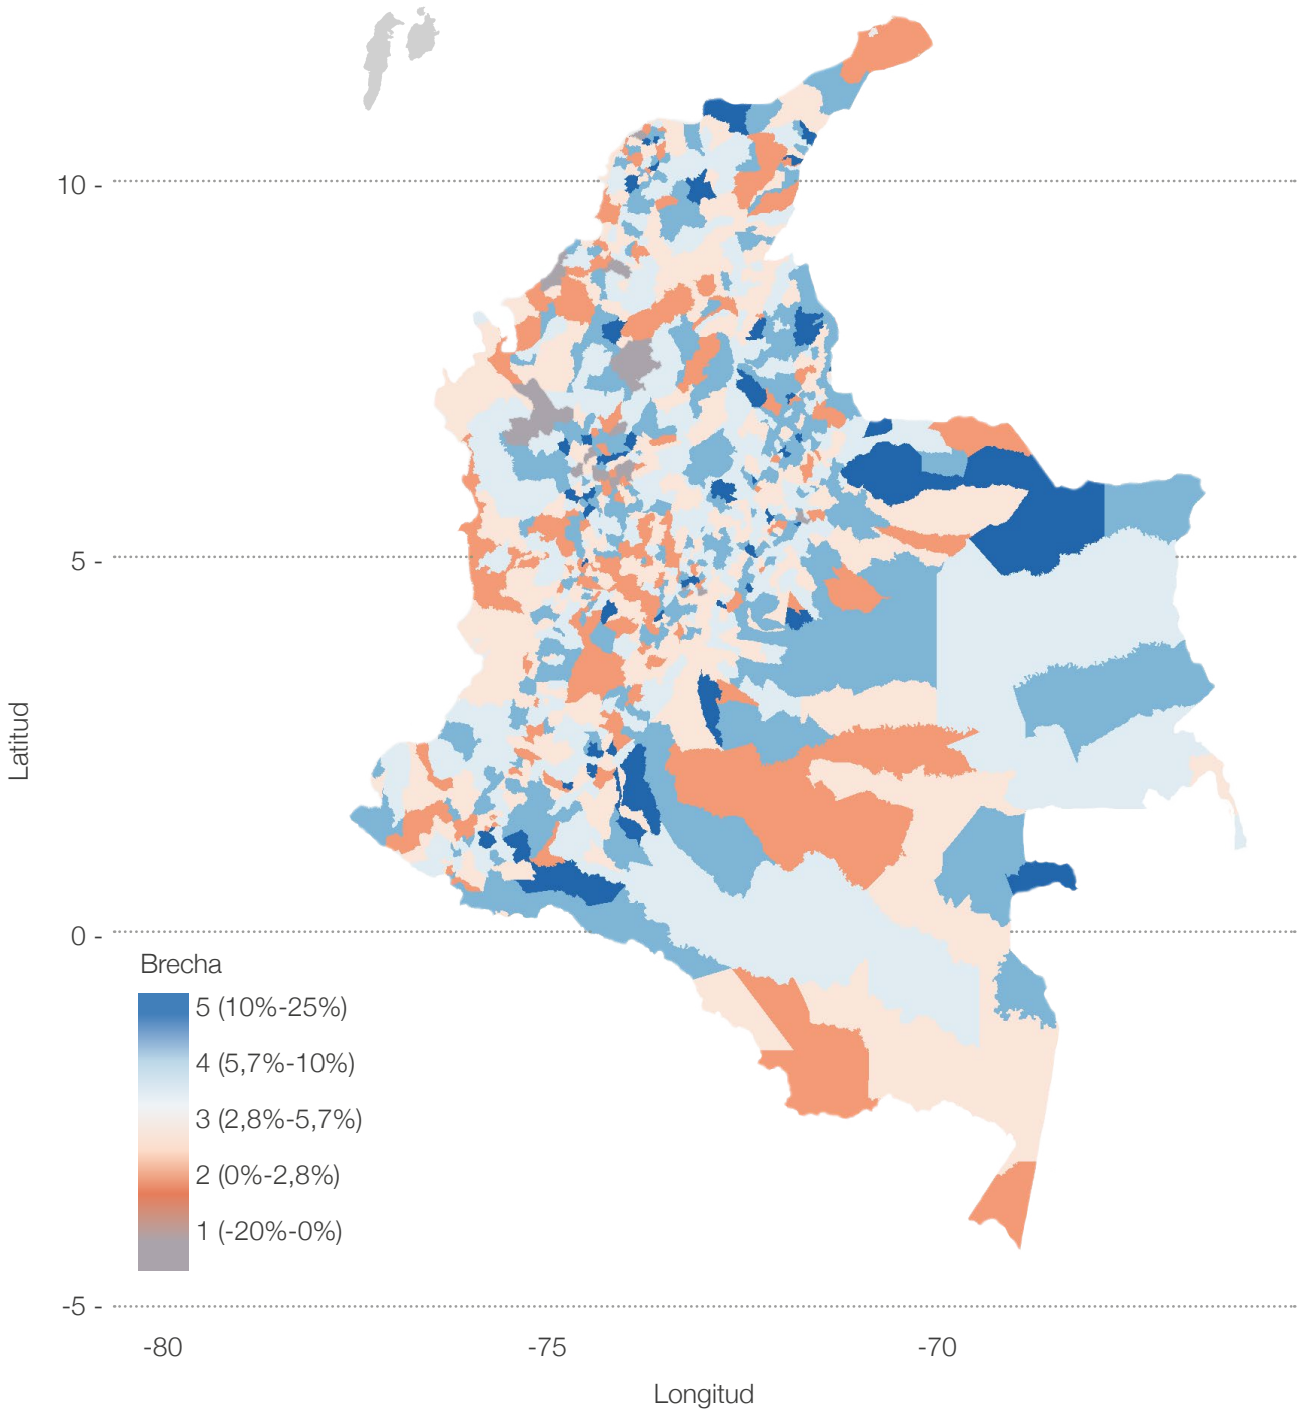 10 -
5 -
Latitud
0 -
Brecha
5 (10%-25%)
4 (5,7%-10%)
3 (2,8%-5,7%)
2 (0%-2,8%)
1 (-20%-0%)
-5 -
-80 -75 -70
Longitud